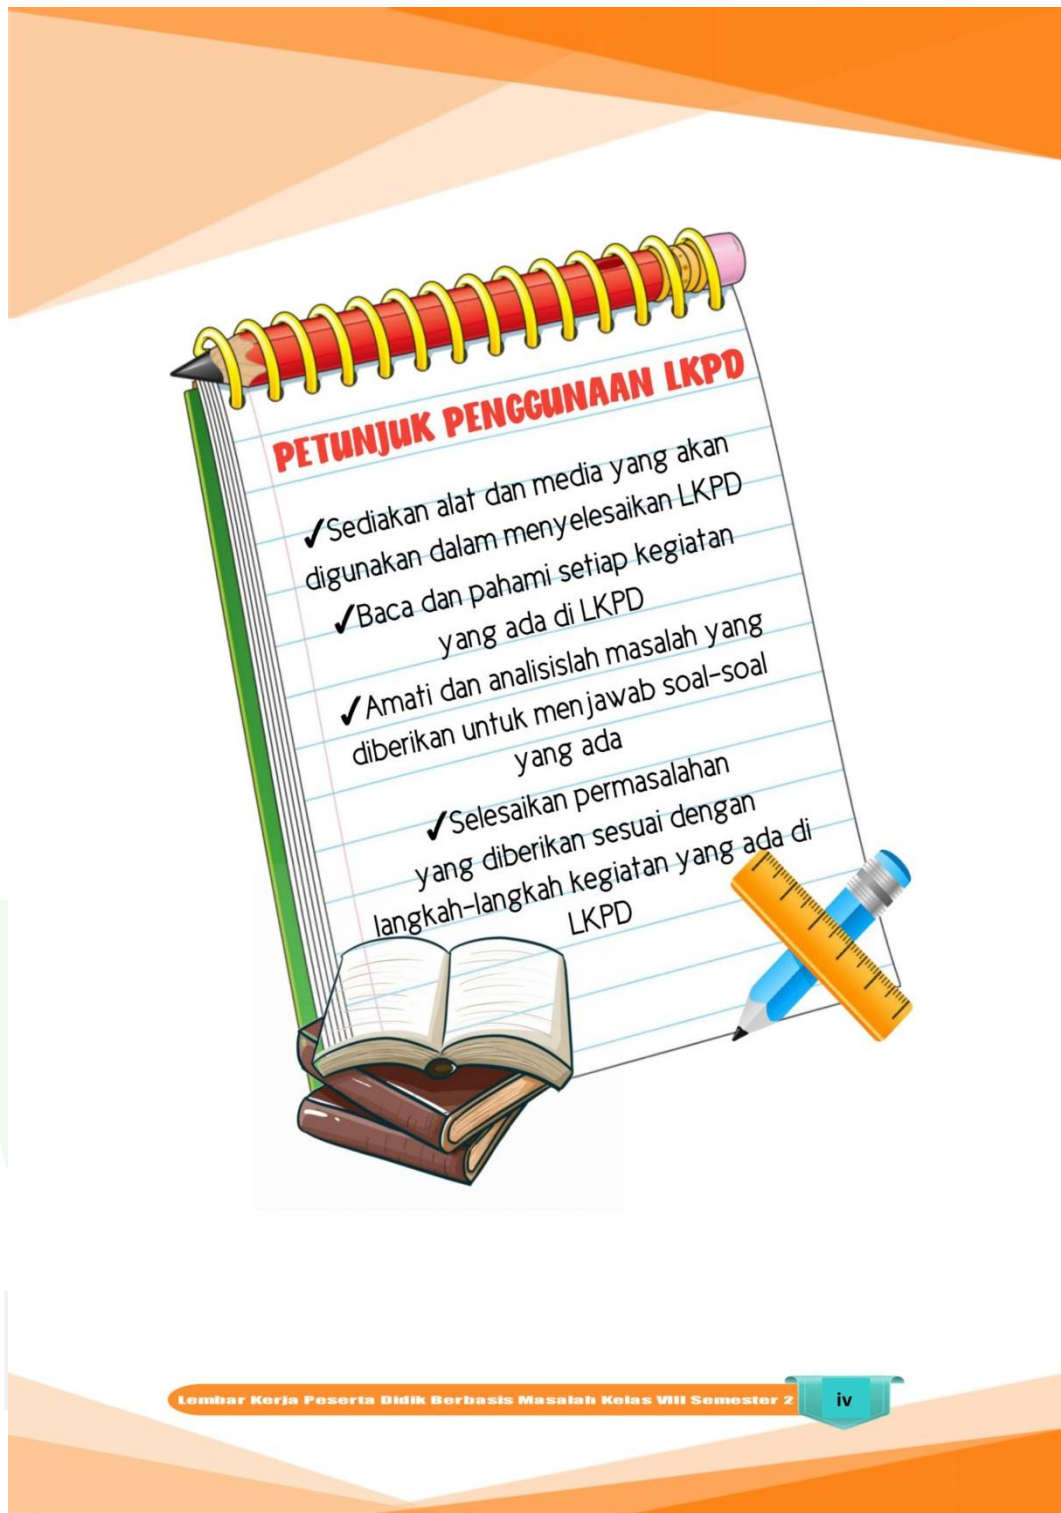 PETUNJUK PENGGUNAAN LKPD
✓Sediakan alat dan media yang akan
digunakan dalam menyelesaikan LKPD
✓Baca dan pahami setiap kegiatan
yang ada di LKPD
✓Amati dan analisislah masalah yang
diberikan untuk menjawab soal-soal
yang ada
✓Selesaikan permasalahan
yang diberikan sesuai dengan
langkah-langkah kegiatan yang ada di
LKPD
Lembar Kerja Peserta Didik Berbasis Masalah Kelas VIII Semester 2
iv